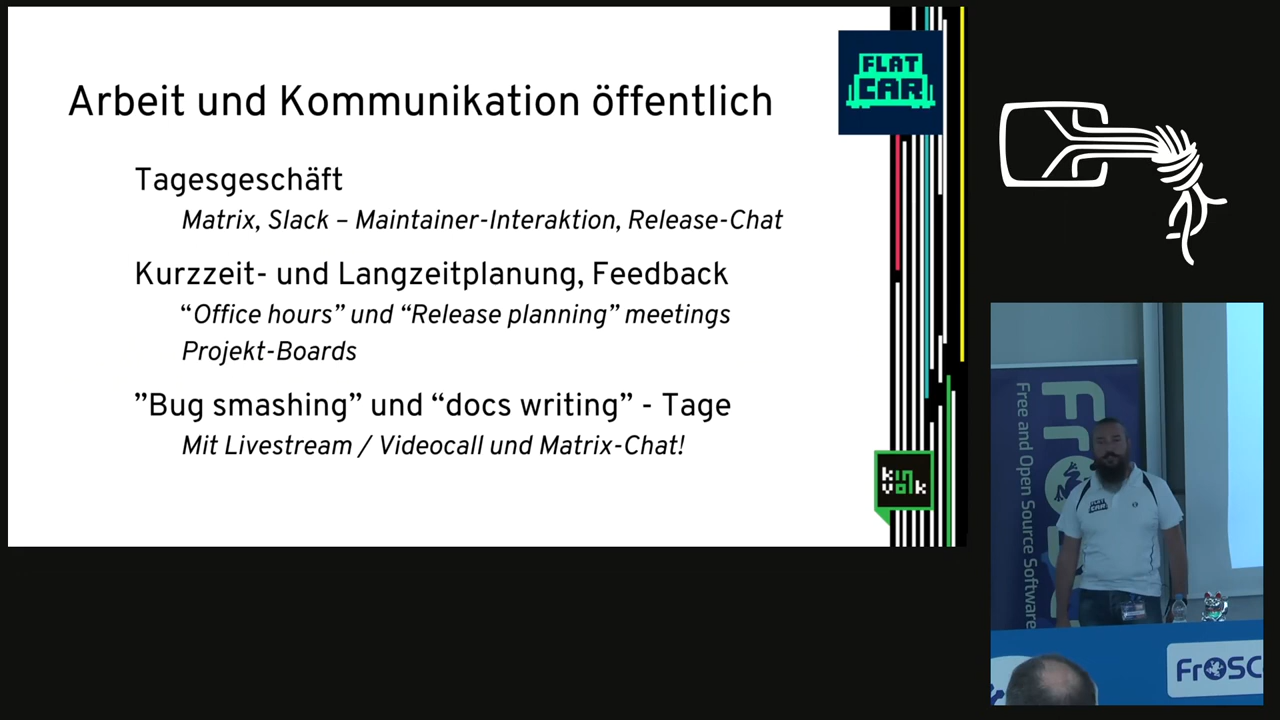 Arbeit und Kommunikation öffentlich
FLAT
CAR
Tagesgeschäft
Matrix, Slack – Maintainer-Interaktion, Release-Chat
Kurzzeit- und Langzeitplanung, Feedback
“Office hours” und “Release planning” meetings
Projekt-Boards
”Bug smashing” und “docs writing” - Tage
Mit Livestream / Videocall und Matrix-Chat!
kin
volk
Free and Open Source Software
FLAT
CAR
FrOSC